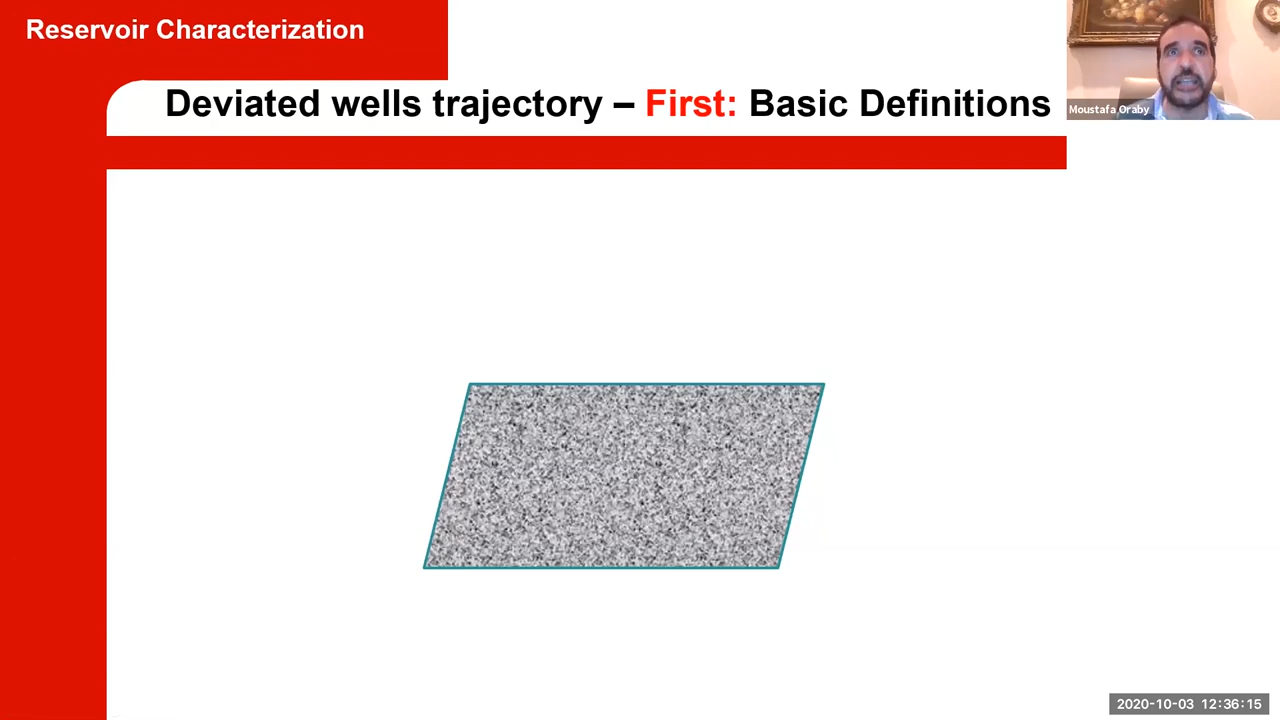 Reservoir Characterization
Deviated wells trajectory – First: Basic Definitions
Moustafa Oraby
2020-10-03 12:36:15